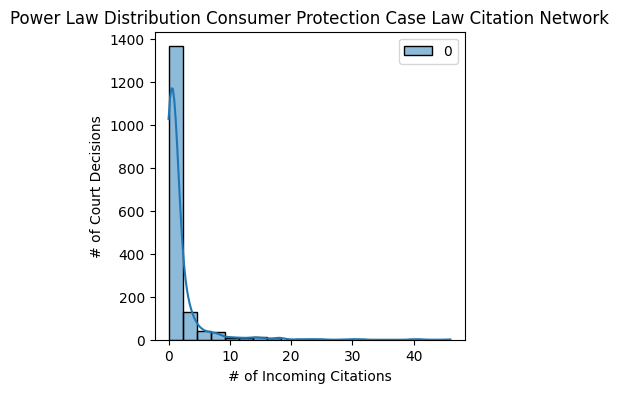 Power Law Distribution Consumer Protection Case Law Citation Network
0
1400
1200
1000
800
600
400
200
0
# of Court Decisions
0 10 20 30 40
# of Incoming Citations